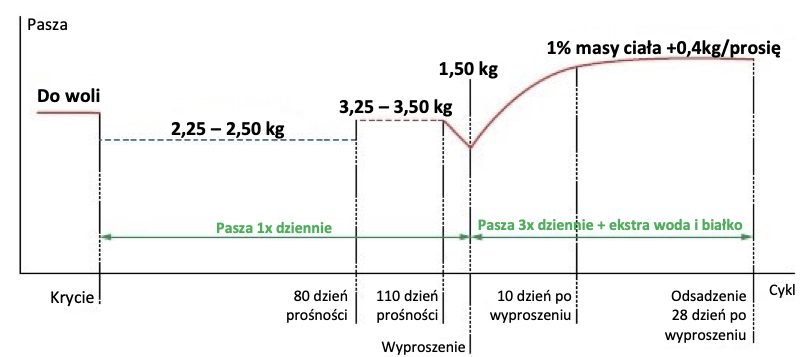 Pasza
1% masy ciała +0,4kg/prosię
1,50 kg
Do woli
3,25 – 3,50 kg
2,25 – 2,50 kg
Pasza 1x dziennie
Pasza 3x dziennie + ekstra woda i białko
Krycie
80 dzień
prośności
110 dzień
prośności
10 dzień po
wyproszeniu
Odsadzenie
28 dzień po
wyproszeniu
Cykl
Wyproszenie